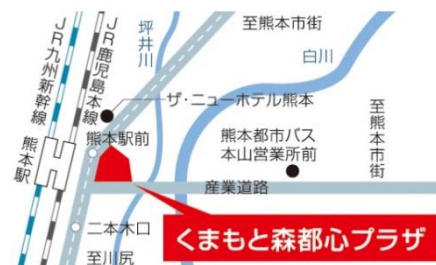 JR九州新幹線
JR鹿児島本線
坪井川
至熊本市街
白川
ザ・ニューホテル熊本
至熊本市街
熊本駅
熊本駅前
熊本都市バス
本山営業所前
産業道路
二本木口
至川尻
くまもと森都心プラザ